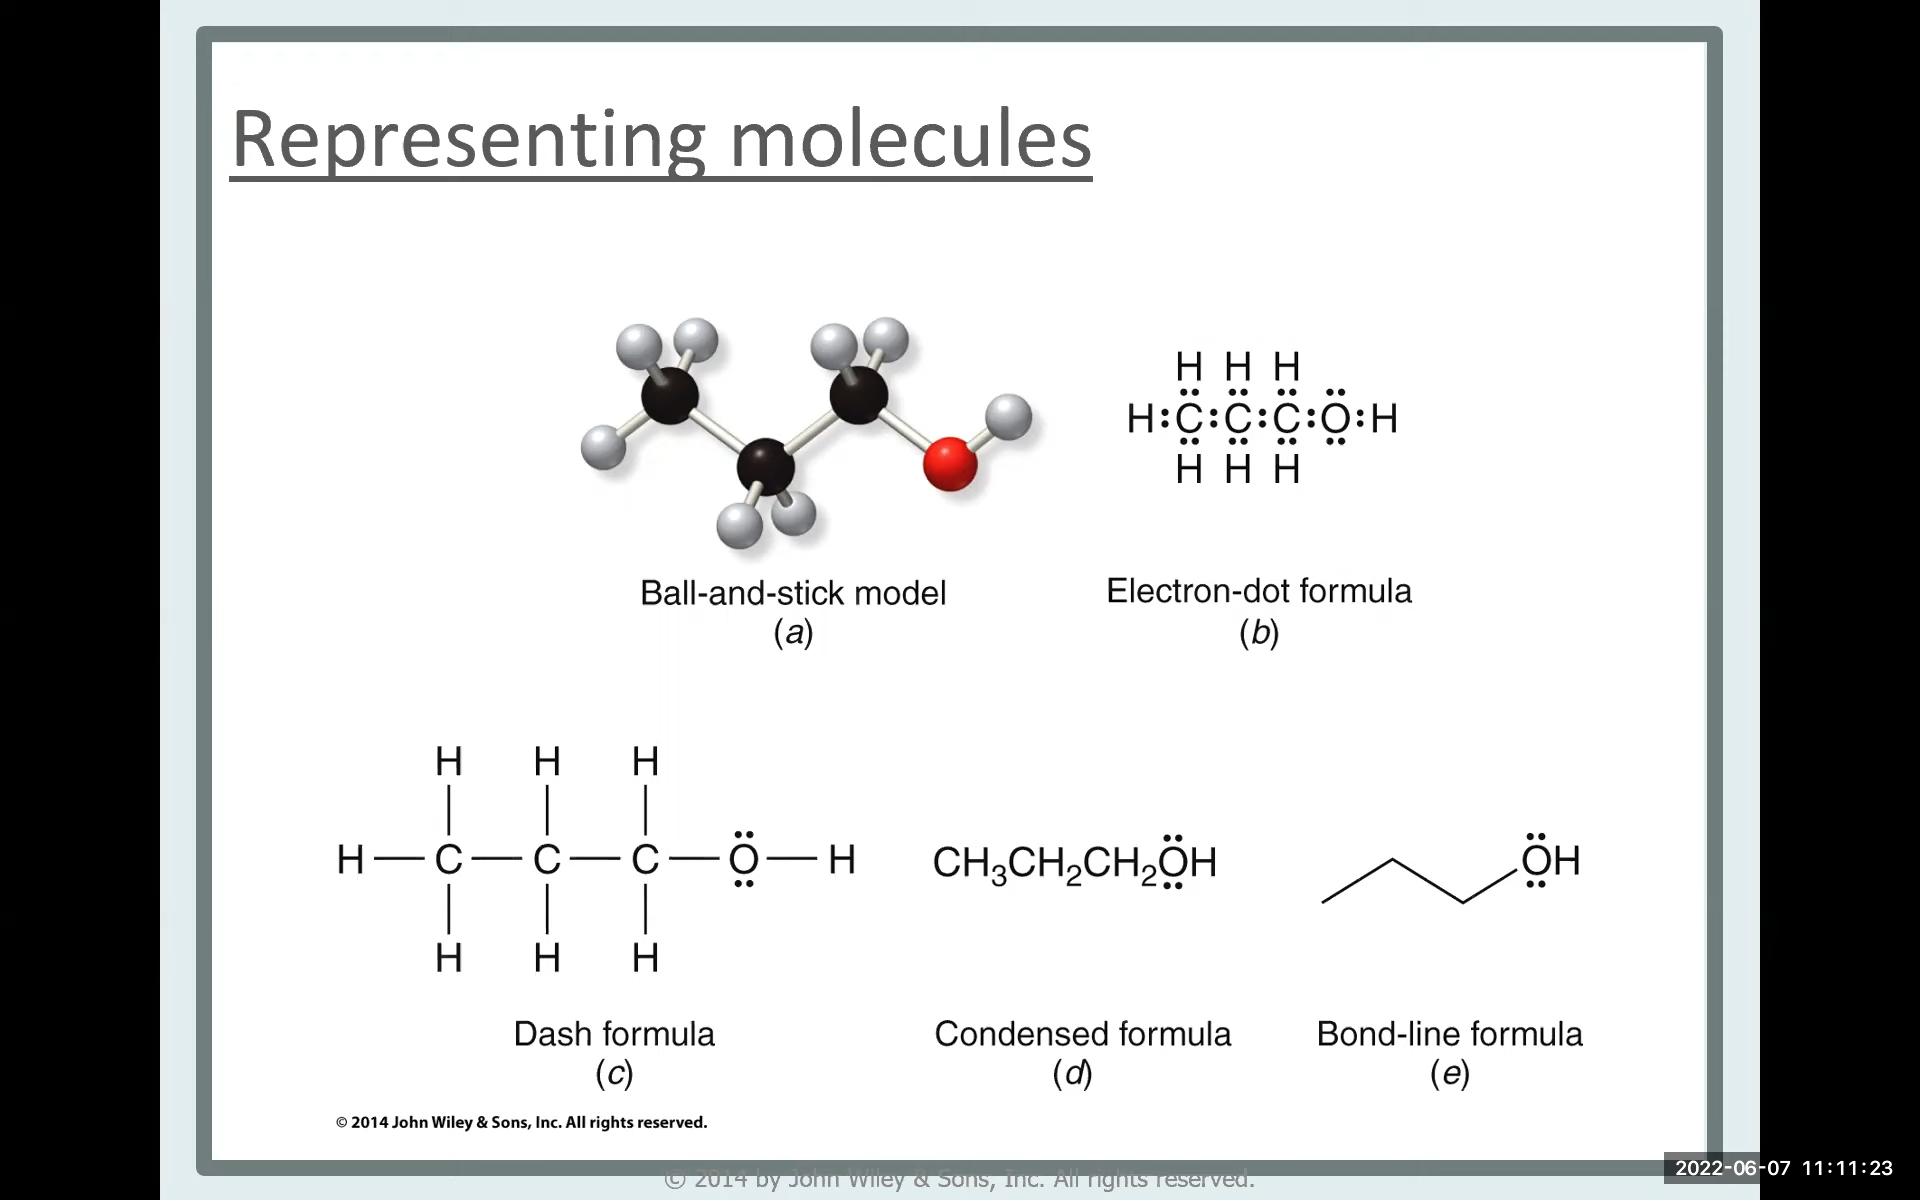 Representing molecules
H H H
H:C:C:C:O:H
H H H
Ball-and-stick model
(a)
Electron-dot formula
(b)
H H H
H—C—C—C—Ö—H
H H H
CH₃CH₂CH₂ÖH
ÖH
Dash formula
(c)
Condensed formula
(d)
Bond-line formula
(e)
© 2014 John Wiley & Sons, Inc. All rights reserved.
© 2014 by John Wiley & Sons, Inc. All rights reserved.
2022-06-07 11:11:23